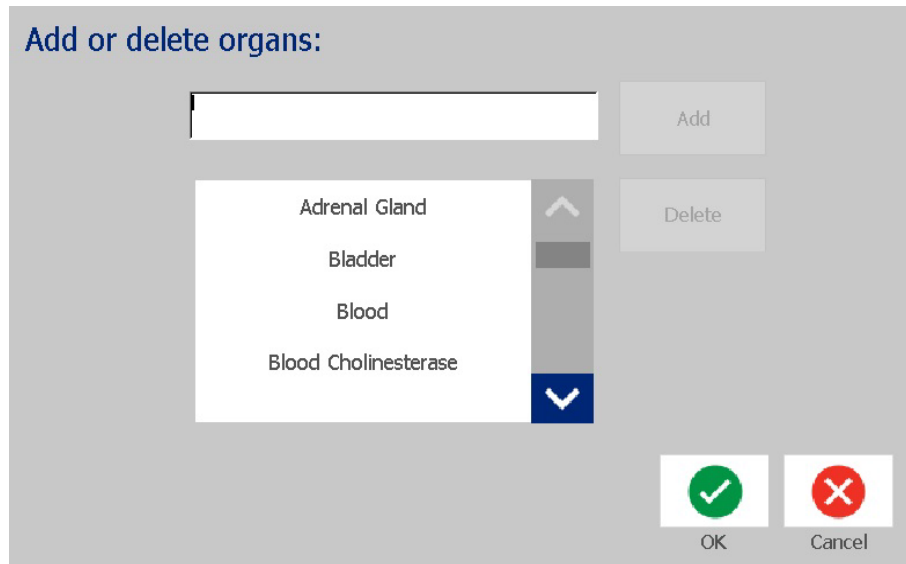 Add or delete organs:
Add
Adrenal Gland
Delete
Bladder
Blood
Blood Cholinesterase
OK
Cancel